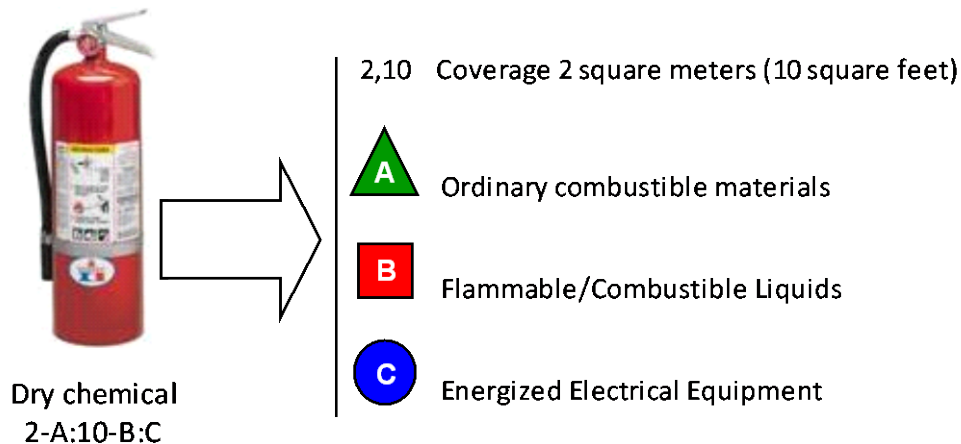 2,10 Coverage 2 square meters (10 square feet)
A Ordinary combustible materials
B Flammable/Combustible Liquids
C Energized Electrical Equipment
Dry chemical
2-A:10-B:C